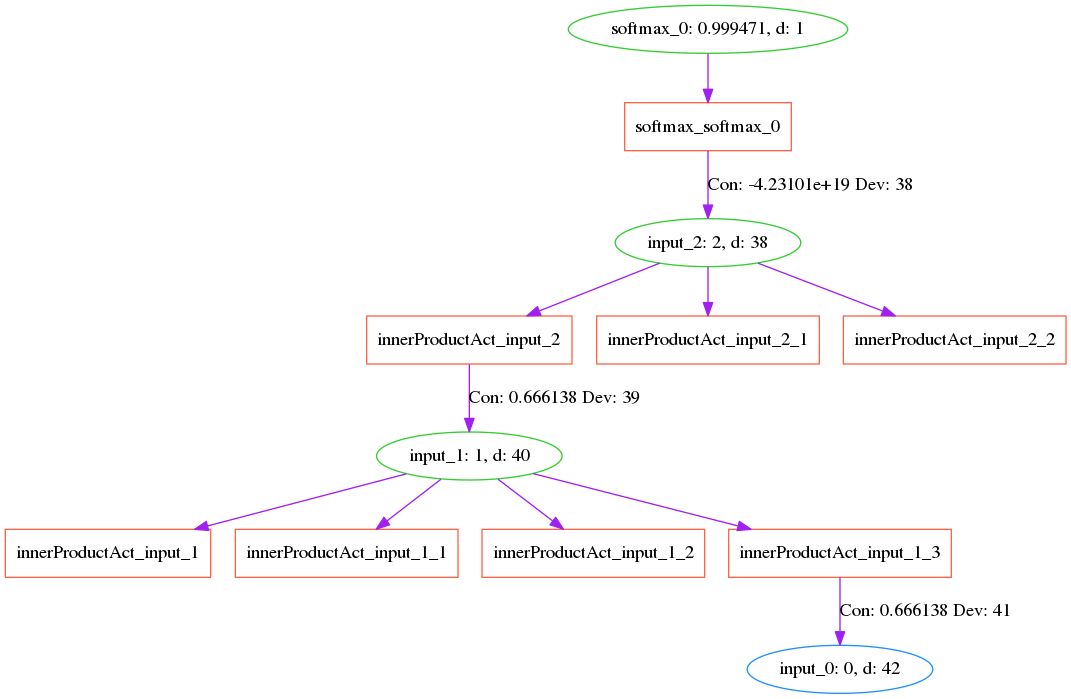 softmax_0: 0.999471, d: 1
softmax_softmax_0
Con: -4.23101e+19 Dev: 38
input_2: 2, d: 38
innerProductAct_input_2
innerProductAct_input_2_1
innerProductAct_input_2_2
Con: 0.666138 Dev: 39
input_1: 1, d: 40
innerProductAct_input_1
innerProductAct_input_1_1
innerProductAct_input_1_2
innerProductAct_input_1_3
Con: 0.666138 Dev: 41
input_0: 0, d: 42